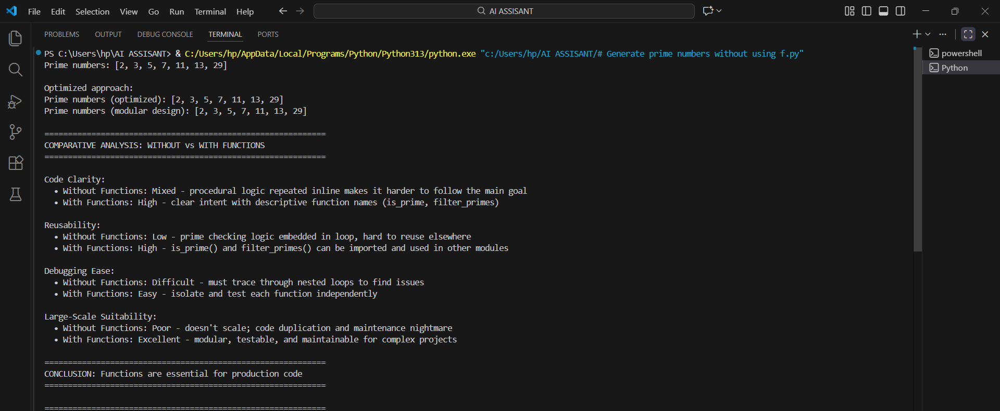 File Edit Selection View Go Run Terminal Help AI ASSISANT
PROBLEMS OUTPUT DEBUG CONSOLE TERMINAL PORTS
PS C:\Users\hp\AI ASSISANT> & C:/Users/hp/AppData/Local/Programs/Python/Python313/python.exe "c:/Users/hp/AI ASSISANT/# Generate prime numbers without using f.py"
Prime numbers: [2, 3, 5, 7, 11, 13, 29]
Optimized approach:
Prime numbers (optimized): [2, 3, 5, 7, 11, 13, 29]
Prime numbers (modular design): [2, 3, 5, 7, 11, 13, 29]
============================================================
COMPARATIVE ANALYSIS: WITHOUT vs WITH FUNCTIONS
============================================================
Code Clarity:
• Without Functions: Mixed - procedural logic repeated inline makes it harder to follow the main goal
• With Functions: High - clear intent with descriptive function names (is_prime, filter_primes)
Reusability:
• Without Functions: Low - prime checking logic embedded in loop, hard to reuse elsewhere
• With Functions: High - is_prime() and filter_primes() can be imported and used in other modules
Debugging Ease:
• Without Functions: Difficult - must trace through nested loops to find issues
• With Functions: Easy - isolate and test each function independently
Large-Scale Suitability:
• Without Functions: Poor - doesn't scale; code duplication and maintenance nightmare
• With Functions: Excellent - modular, testable, and maintainable for complex projects
============================================================
CONCLUSION: Functions are essential for production code
============================================================
============================================================
powershell
Python